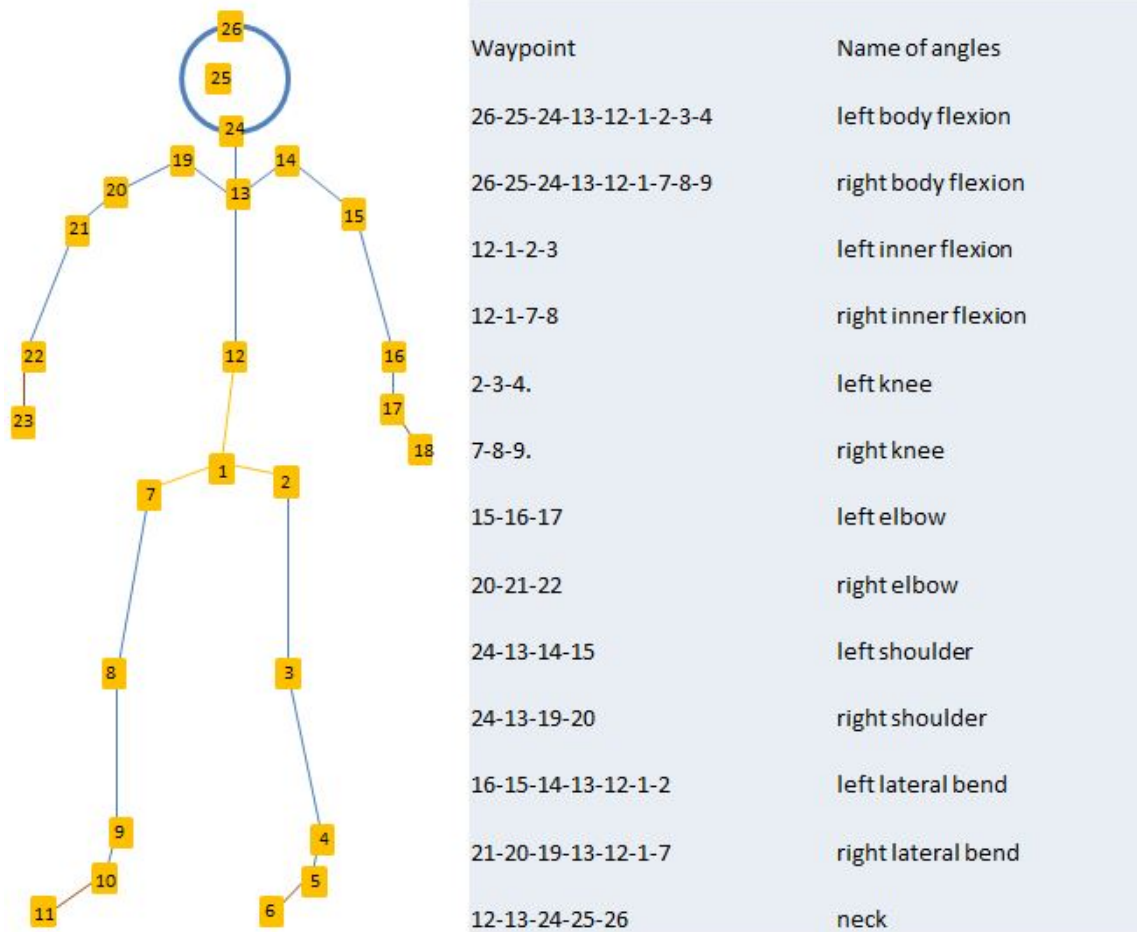 26
25
24
19
14
20
13
15
21
22
12
16
17
23
18
1
2
7
8
3
9
4
10
5
11
6
Waypoint Name of angles
26-25-24-13-12-1-2-3-4 left body flexion
26-25-24-13-12-1-7-8-9 right body flexion
12-1-2-3 left inner flexion
12-1-7-8 right inner flexion
2-3-4. left knee
7-8-9. right knee
15-16-17 left elbow
20-21-22 right elbow
24-13-14-15 left shoulder
24-13-19-20 right shoulder
16-15-14-13-12-1-2 left lateral bend
21-20-19-13-12-1-7 right lateral bend
12-13-24-25-26 neck